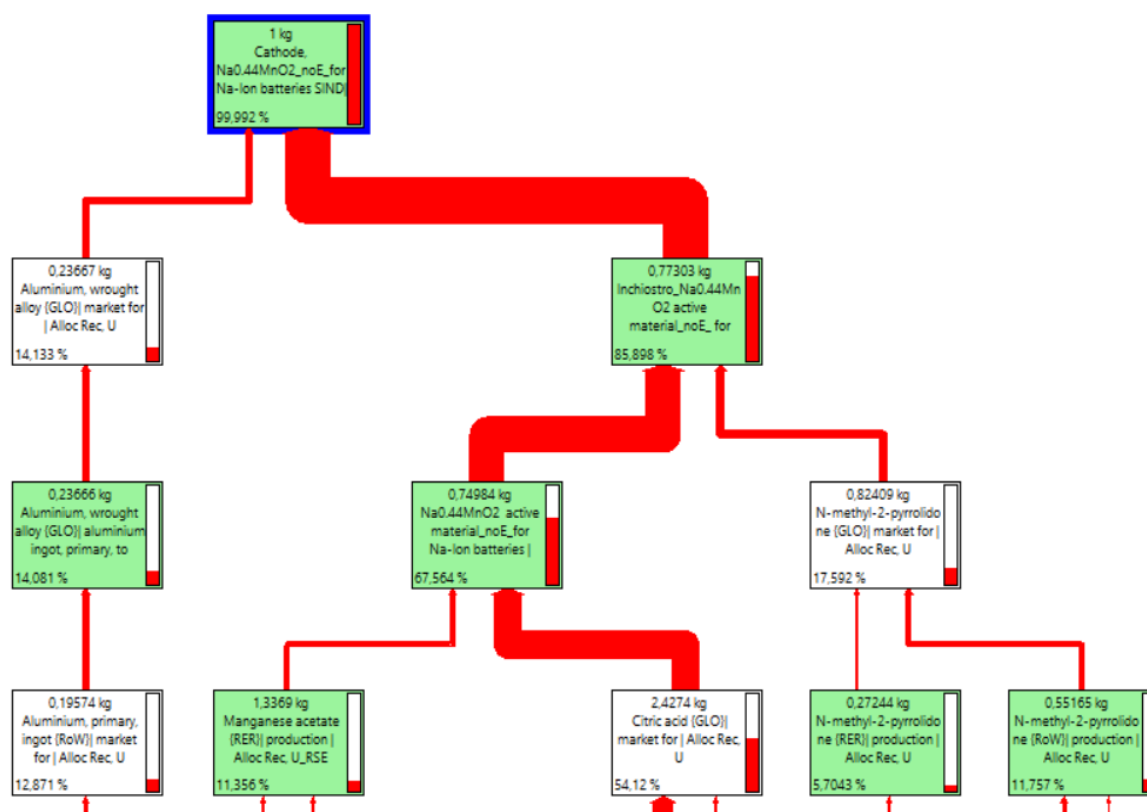 1 kg
Cathode,
Na0.44MnO2_noE_for
Na-Ion batteries SIND|
99,992 %
0,23667 kg
Aluminium, wrought
alloy {GLO}| market for
| Alloc Rec, U
14,133 %
0,77303 kg
Inchiostro_Na0.44Mn
O2 active
material_noE_ for
85,898 %
0,23666 kg
Aluminium, wrought
alloy {GLO}| aluminium
ingot, primary, to
14,081 %
0,74984 kg
Na0.44MnO2 active
material_noE_for
Na-Ion batteries |
67,564 %
0,82409 kg
N-methyl-2-pyrrolido
ne {GLO}| market for |
Alloc Rec, U
17,592 %
0,19574 kg
Aluminium, primary,
ingot {RoW}| market
for | Alloc Rec, U
12,871 %
1,3369 kg
Manganese acetate
{RER}| production |
Alloc Rec, U_RSE
11,356 %
2,4274 kg
Citric acid {GLO}|
market for | Alloc Rec,
U
54,12 %
0,27244 kg
N-methyl-2-pyrrolido
ne {RER}| production |
Alloc Rec, U
5,7043 %
0,55165 kg
N-methyl-2-pyrrolido
ne {RoW}| production |
Alloc Rec, U
11,757 %